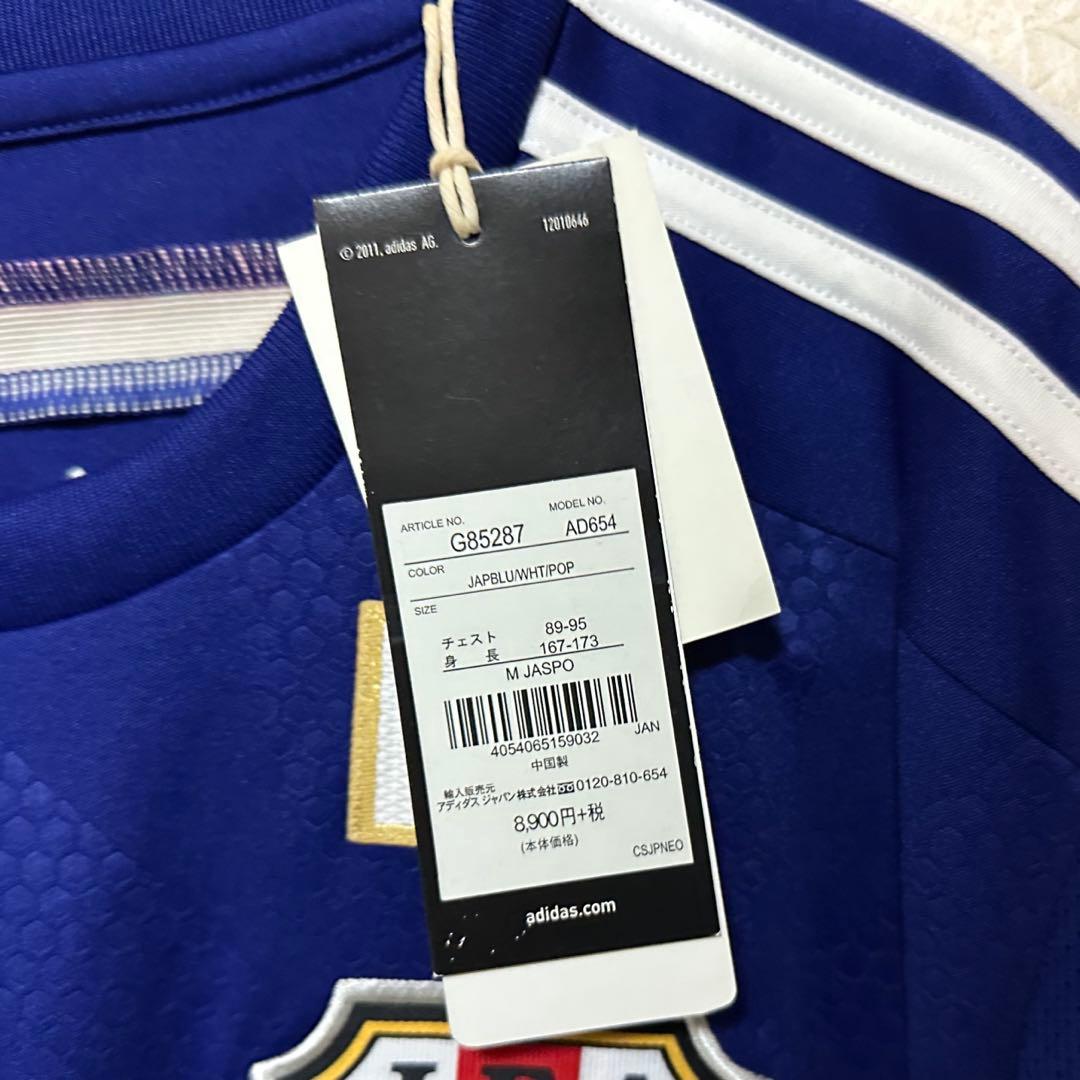 © 2011. adidas AG.
12010646
ARTICLE NO.
MODEL NO.
G85287
AD654
COLOR
JAPBLU/WHT/POP
SIZE
チェスト 89-95
身 長 167-173
M JASPO
4054065159032
JAN
中国製
輸入販売元
アディダス ジャパン株式会社 0120-810-654
8,900円+税
(本体価格)
CSJPNEO
adidas.com
JFA